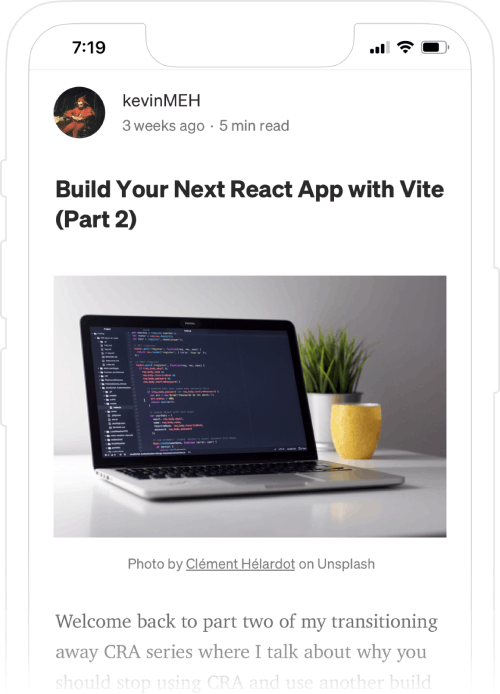 7:19
kevinMEH
3 weeks ago · 5 min read
Build Your Next React App with Vite
(Part 2)
Photo by Clément Hélardot on Unsplash
Welcome back to part two of my transitioning
away CRA series where I talk about why you
should stop using CRA and use another build